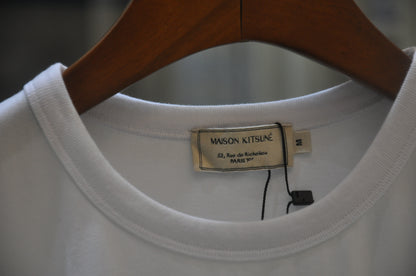 MAISON KITSUNÉ
52, Rue de Richelieu
PARIS 1er
M